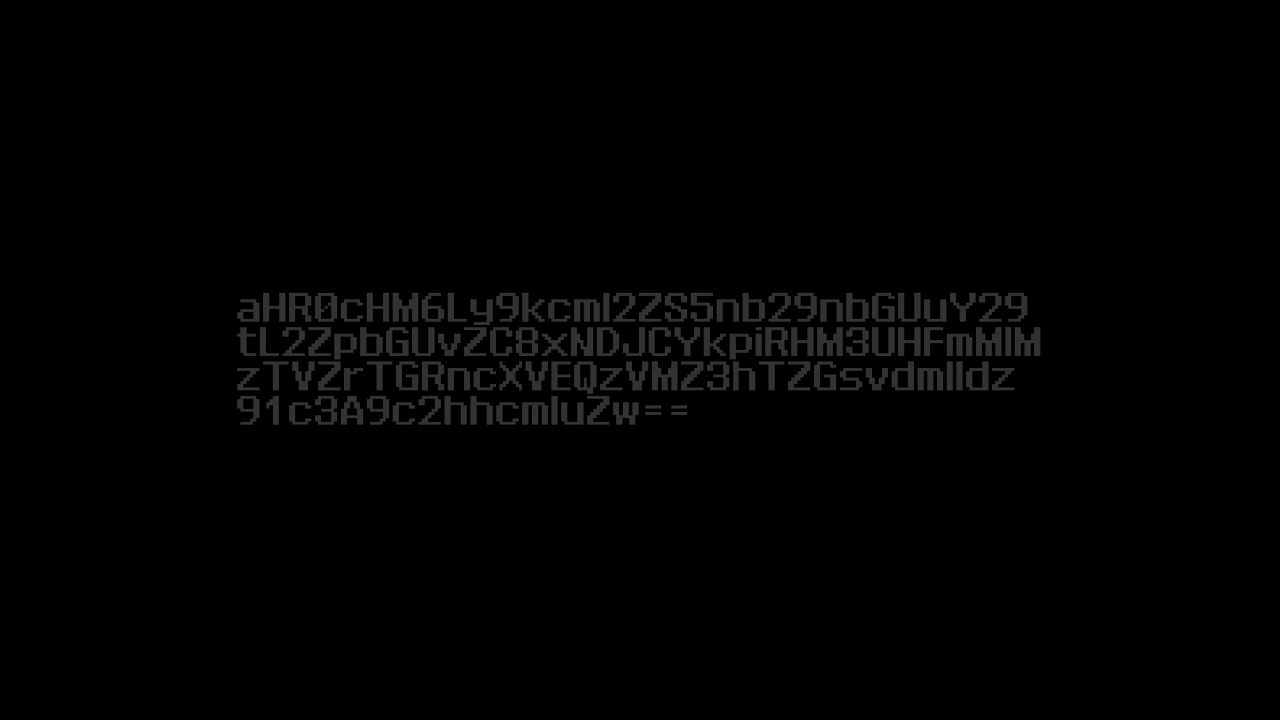 aHR0cHM6Ly9kcml2ZS5nb29nbGUuY29
tL2ZpbGUvZC8xNDJCYkpiRHM3UHFmMlM
zTVZrTGRncXVEQzVMZ3hTZGsvdmlldz
91c3A9c2hhcmluZw==